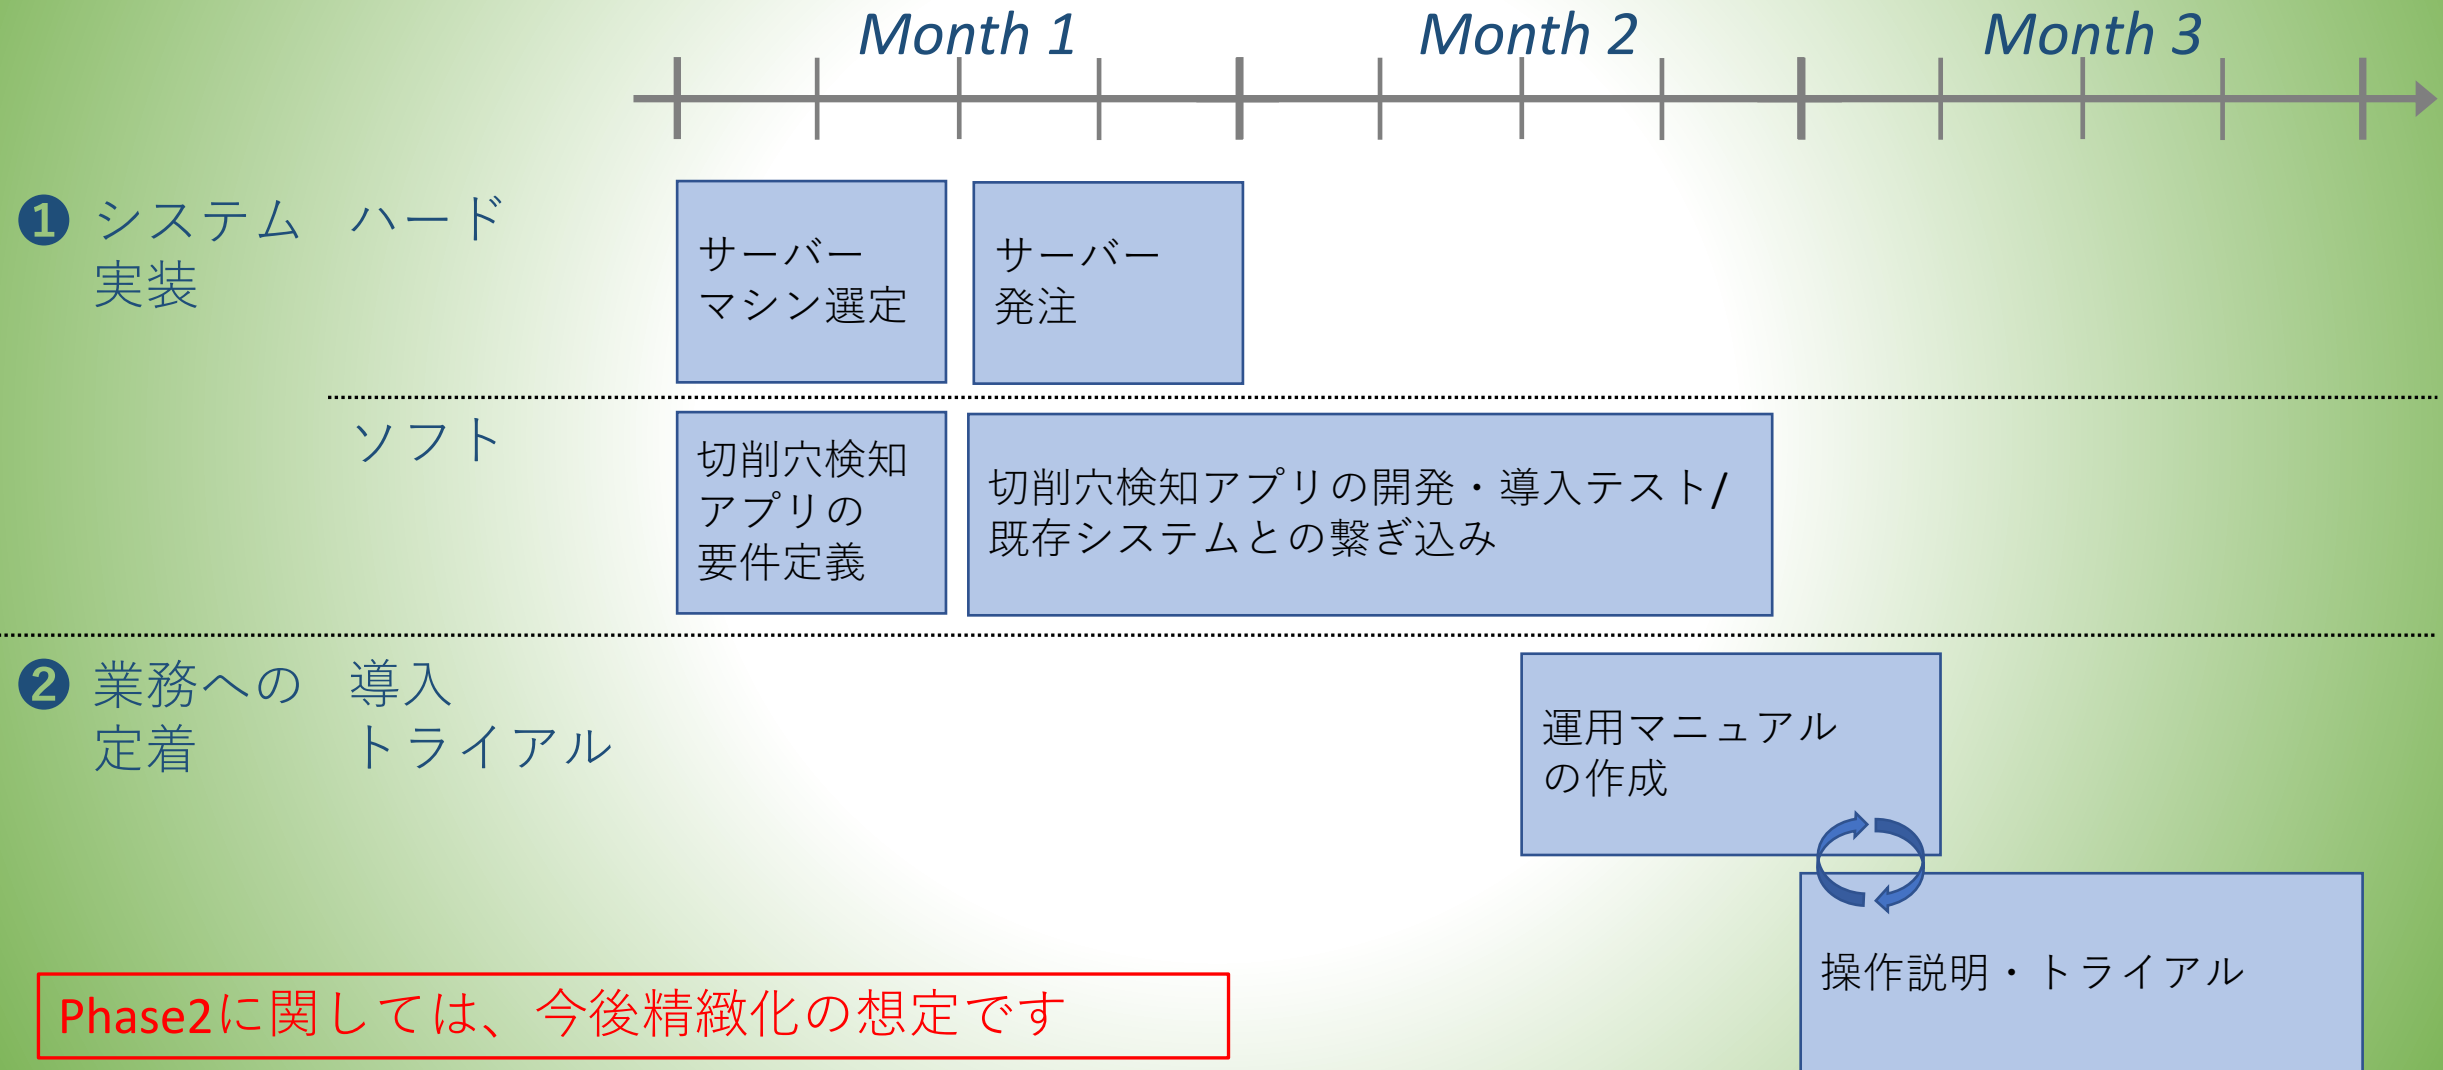 Month 1
Month 2
Month 3
❶ システム ハード
実装
サーバー
マシン選定
サーバー
発注
ソフト
切削穴検知
アプリの
要件定義
切削穴検知アプリの開発・導入テスト/
既存システムとの繋ぎ込み
❷ 業務への 導入
定着 トライアル
運用マニュアル
の作成
操作説明・トライアル
Phase2に関しては、今後精緻化の想定です